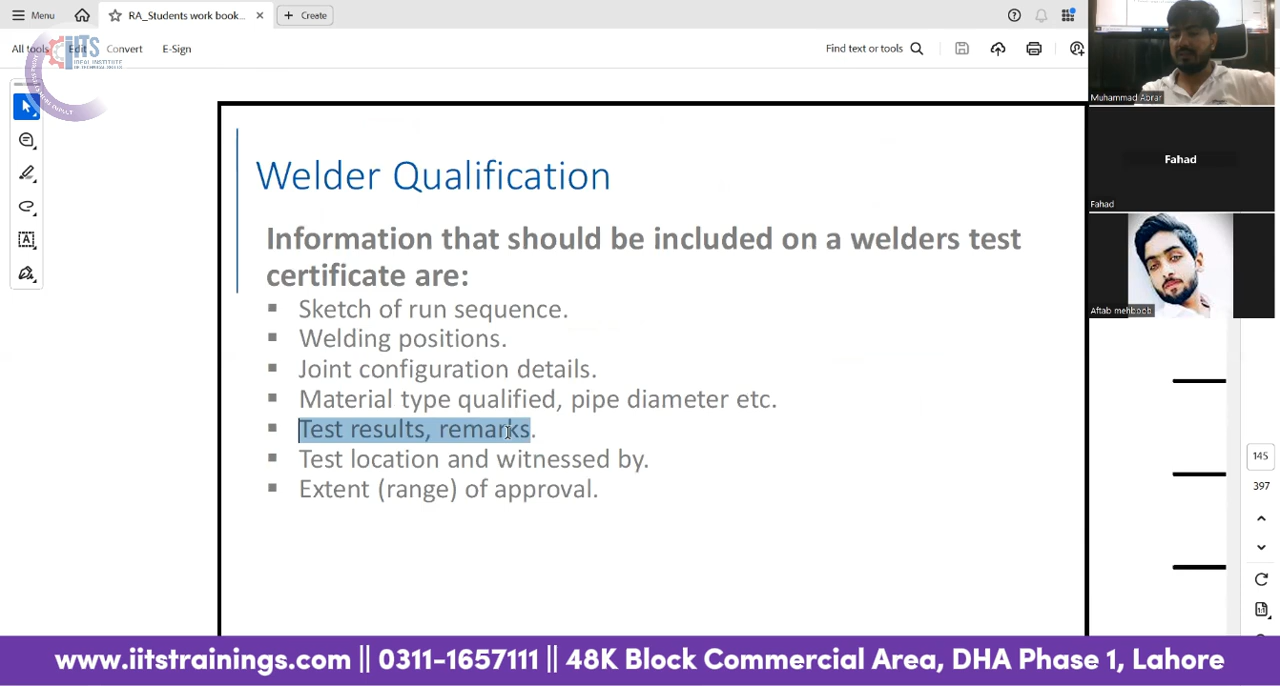 Menu
RA_Students work book...
Create
All tools
Edit
Convert
E-Sign
Find text or tools
iITS
Welder Qualification
Information that should be included on a welders test
certificate are:
Sketch of run sequence.
Welding positions.
Joint configuration details.
Material type qualified, pipe diameter etc.
Test results, remarks.
Test location and witnessed by.
Extent (range) of approval.
Muhammad Abrar
Fahad
Fahad
Aftab mehboob
145
397
www.iitstrainings.com || 0311-1657111 || 48K Block Commercial Area, DHA Phase 1, Lahore